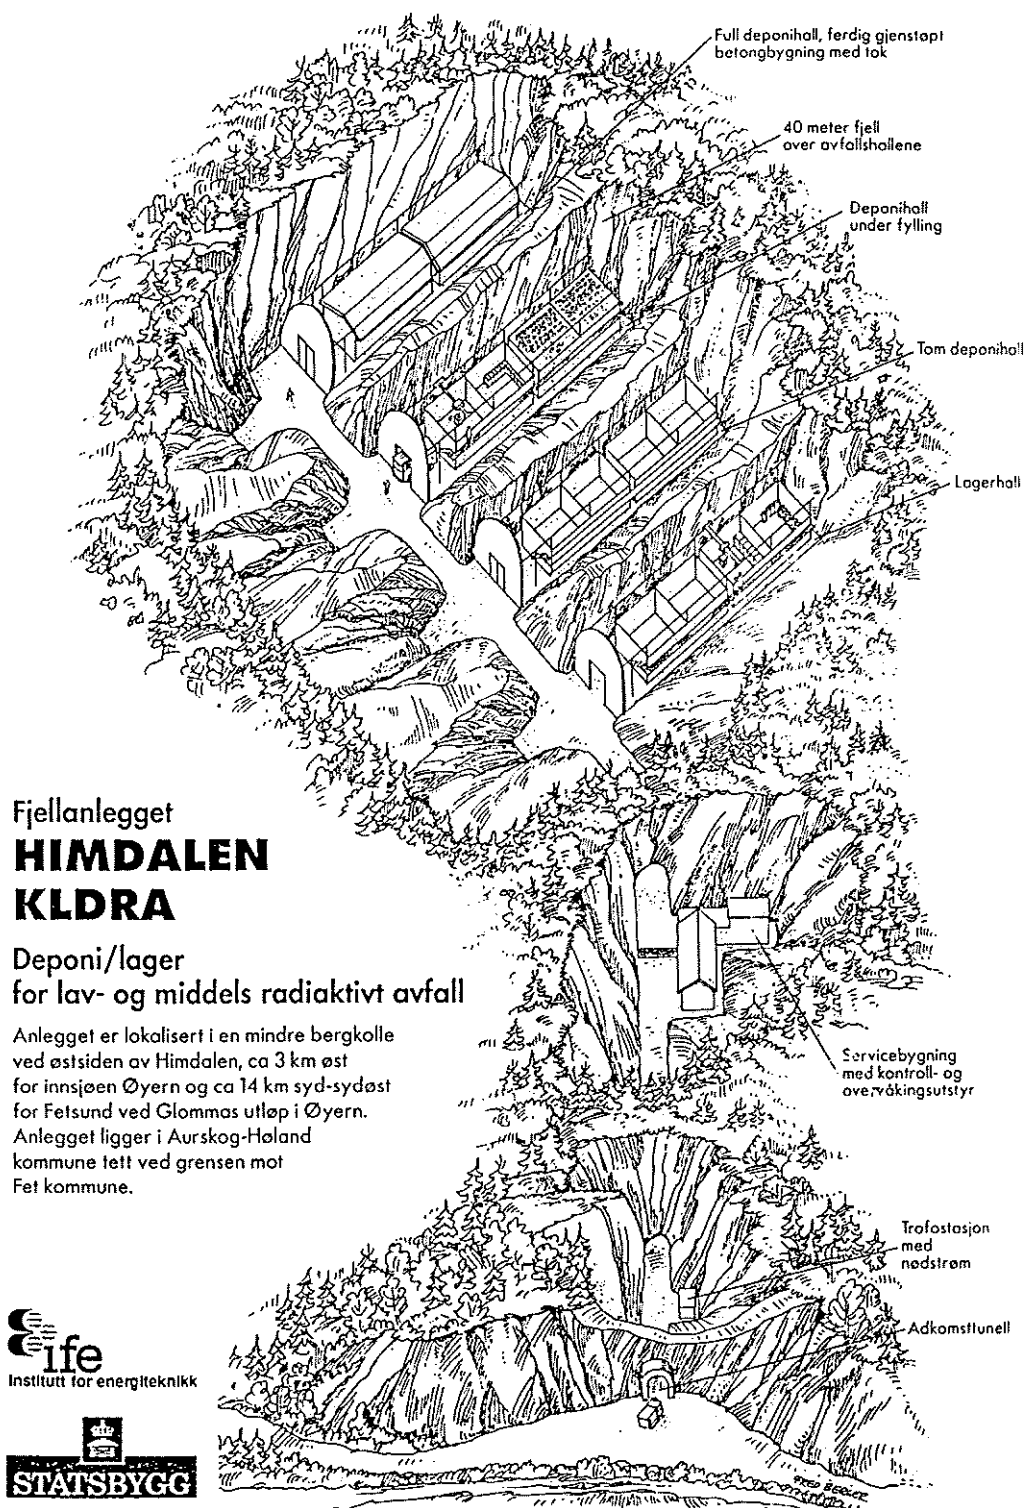 Full deponihall, ferdig gjenstøpt
betongbygning med tak
40 meter fjell
over avfallshallene
Deponihall
under fylling
Tom deponihall
Lagerhall
Fjellanlegget
HIMDALEN
KLDRA
Deponi/lager
for lav- og middels radiaktivt avfall
Anlegget er lokalisert i en mindre bergkolle
ved østsiden av Himdalen, ca 3 km øst
for innsjøen Øyern og ca 14 km syd-sydøst
for Fetsund ved Glommas utløp i Øyern.
Anlegget ligger i Aurskog-Høland
kommune tett ved grensen mot
Fet kommune.
Servicebygning
med kontroll- og
overvåkingsutstyr
Trafostasjon
med
nødstrøm
Adkomsttunell
ife
Institutt for energiteknikk
STATSBYGG